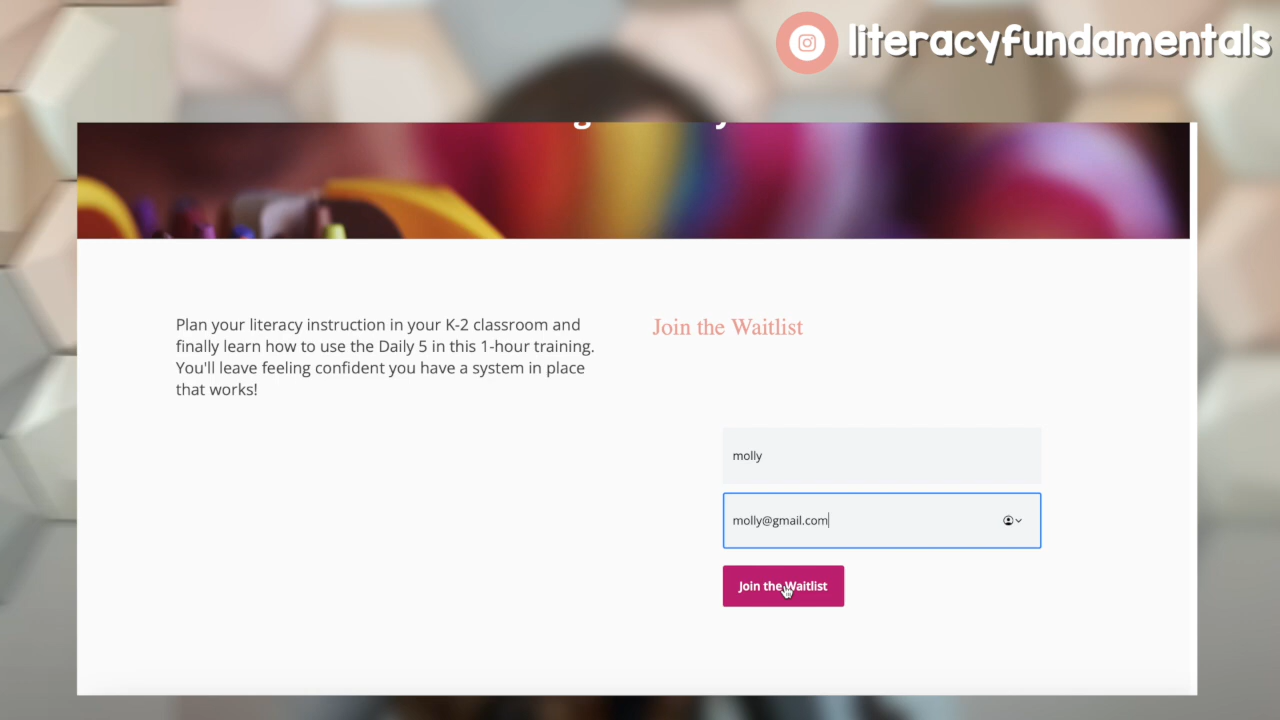 literacyfundamentals
Plan your literacy instruction in your K-2 classroom and
finally learn how to use the Daily 5 in this 1-hour training.
You'll leave feeling confident you have a system in place
that works!
Join the Waitlist
molly
molly@gmail.com
Join the Waitlist